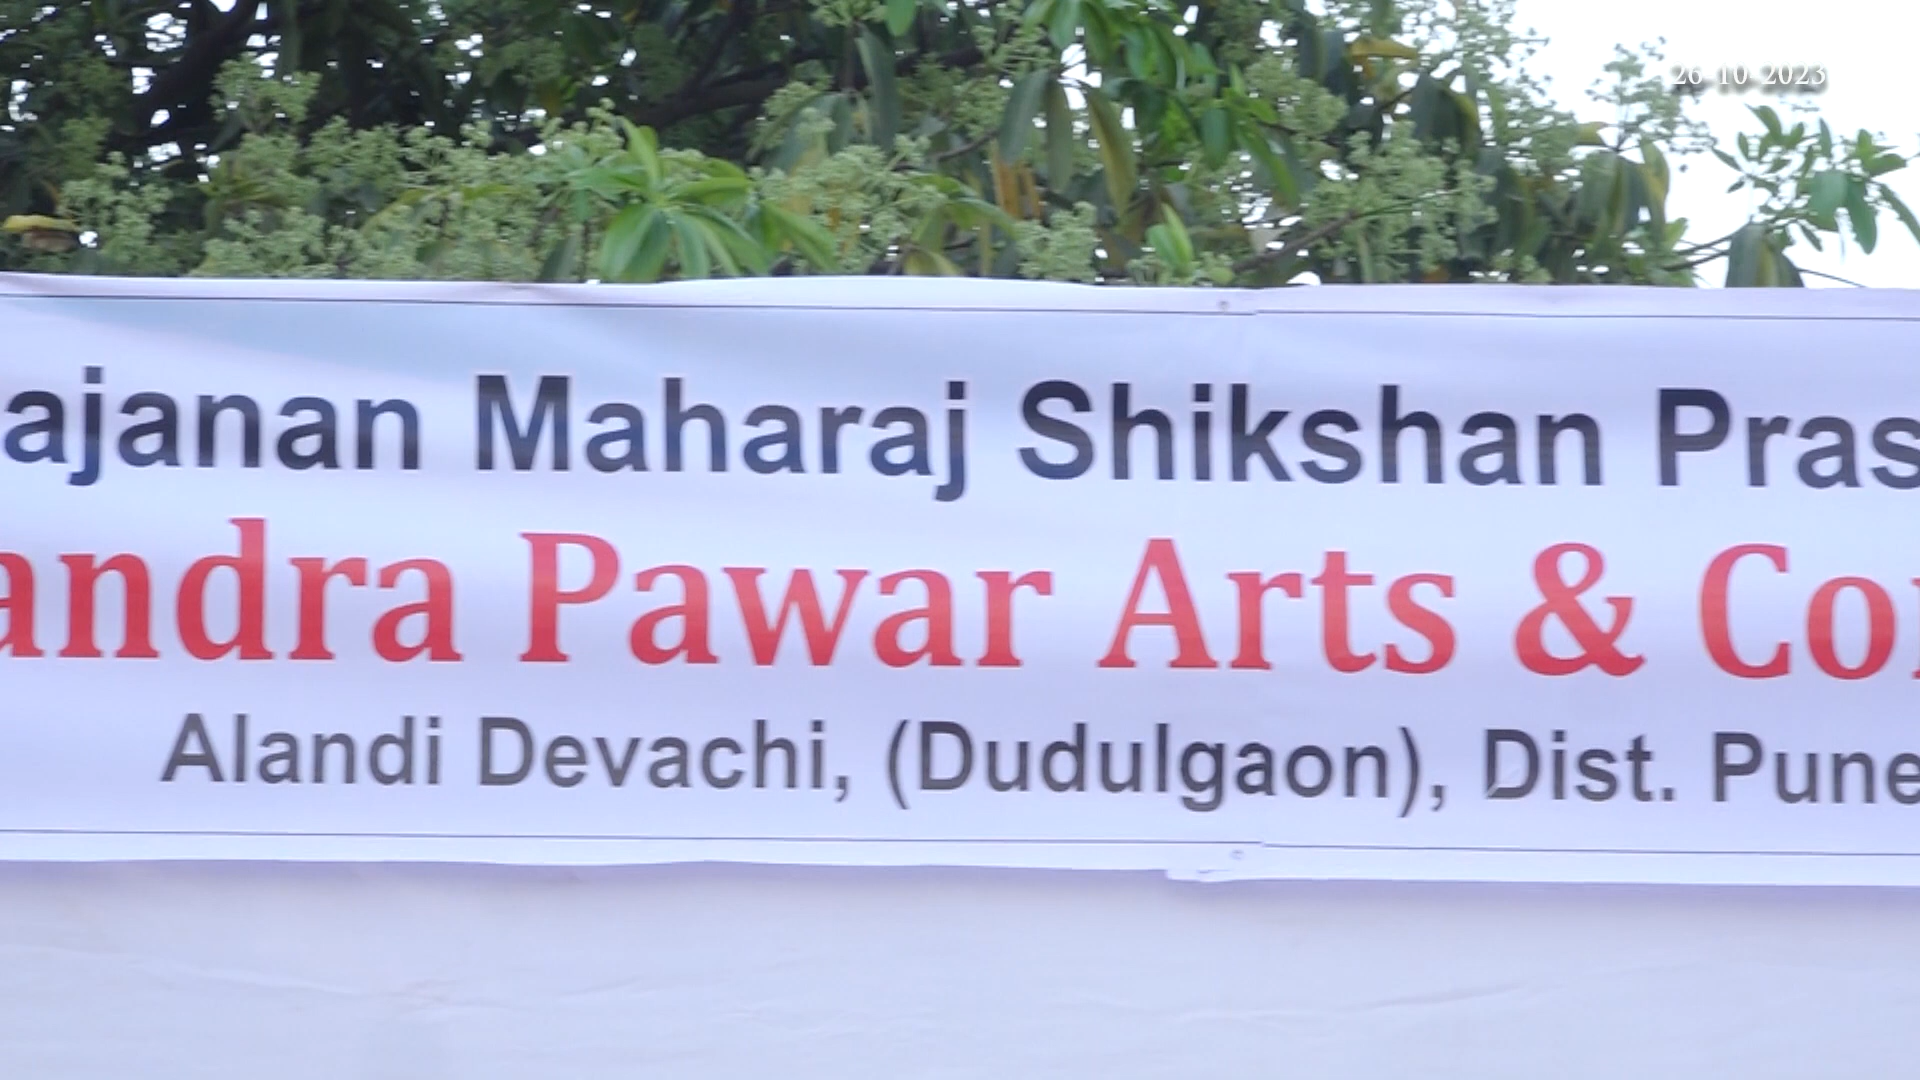 26-10-2023
ajanan Maharaj Shikshan Pras
andra Pawar Arts & Co
Alandi Devachi, (Dudulgaon), Dist. Pune